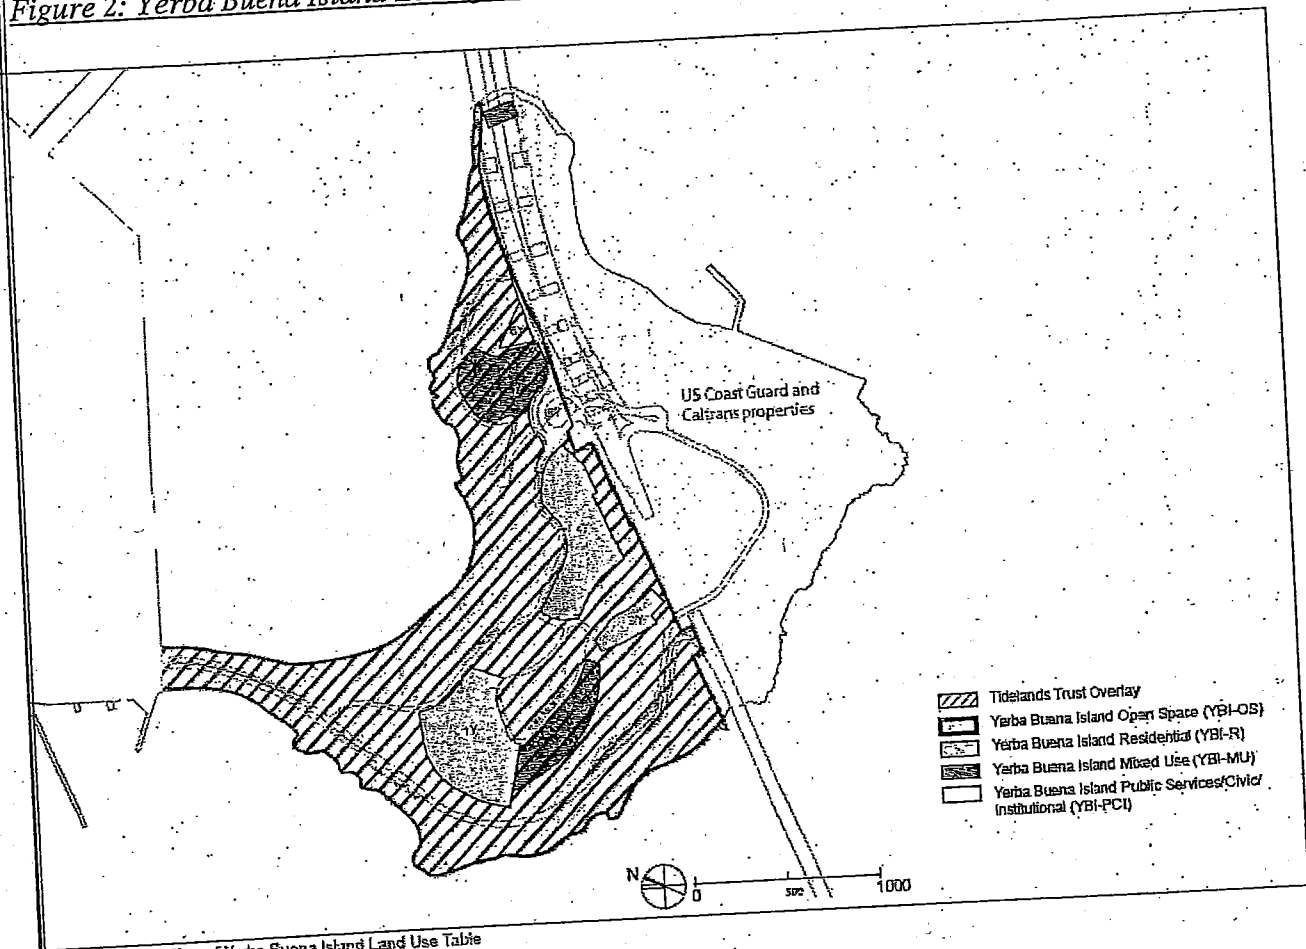 Figure 2: Yerba Buena Island
US Coast Guard and
Caltrans properties
1Y
Tidelands Trust Overlay
Yerba Buena Island Open Space (YBI-OS)
Yerba Buena Island Residential (YBI-R)
Yerba Buena Island Mixed Use (YBI-MU)
Yerba Buena Island Public Services/Civic/
Institutional (YBI-PCI)
N
0
500
1000
Buena Island Land Use Table